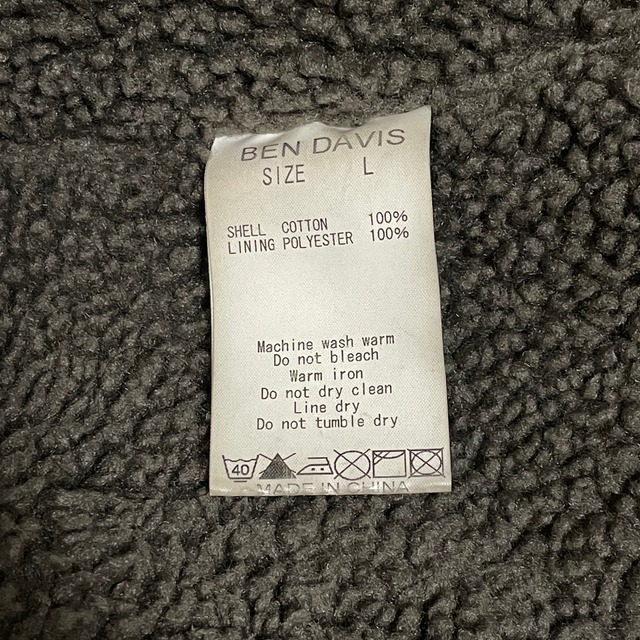 BEN DAVIS
SIZE L
SHELL COTTON 100%
LINING POLYESTER 100%
Machine wash warm
Do not bleach
Warm iron
Do not dry clean
Line dry
Do not tumble dry
40
MADE IN CHINA